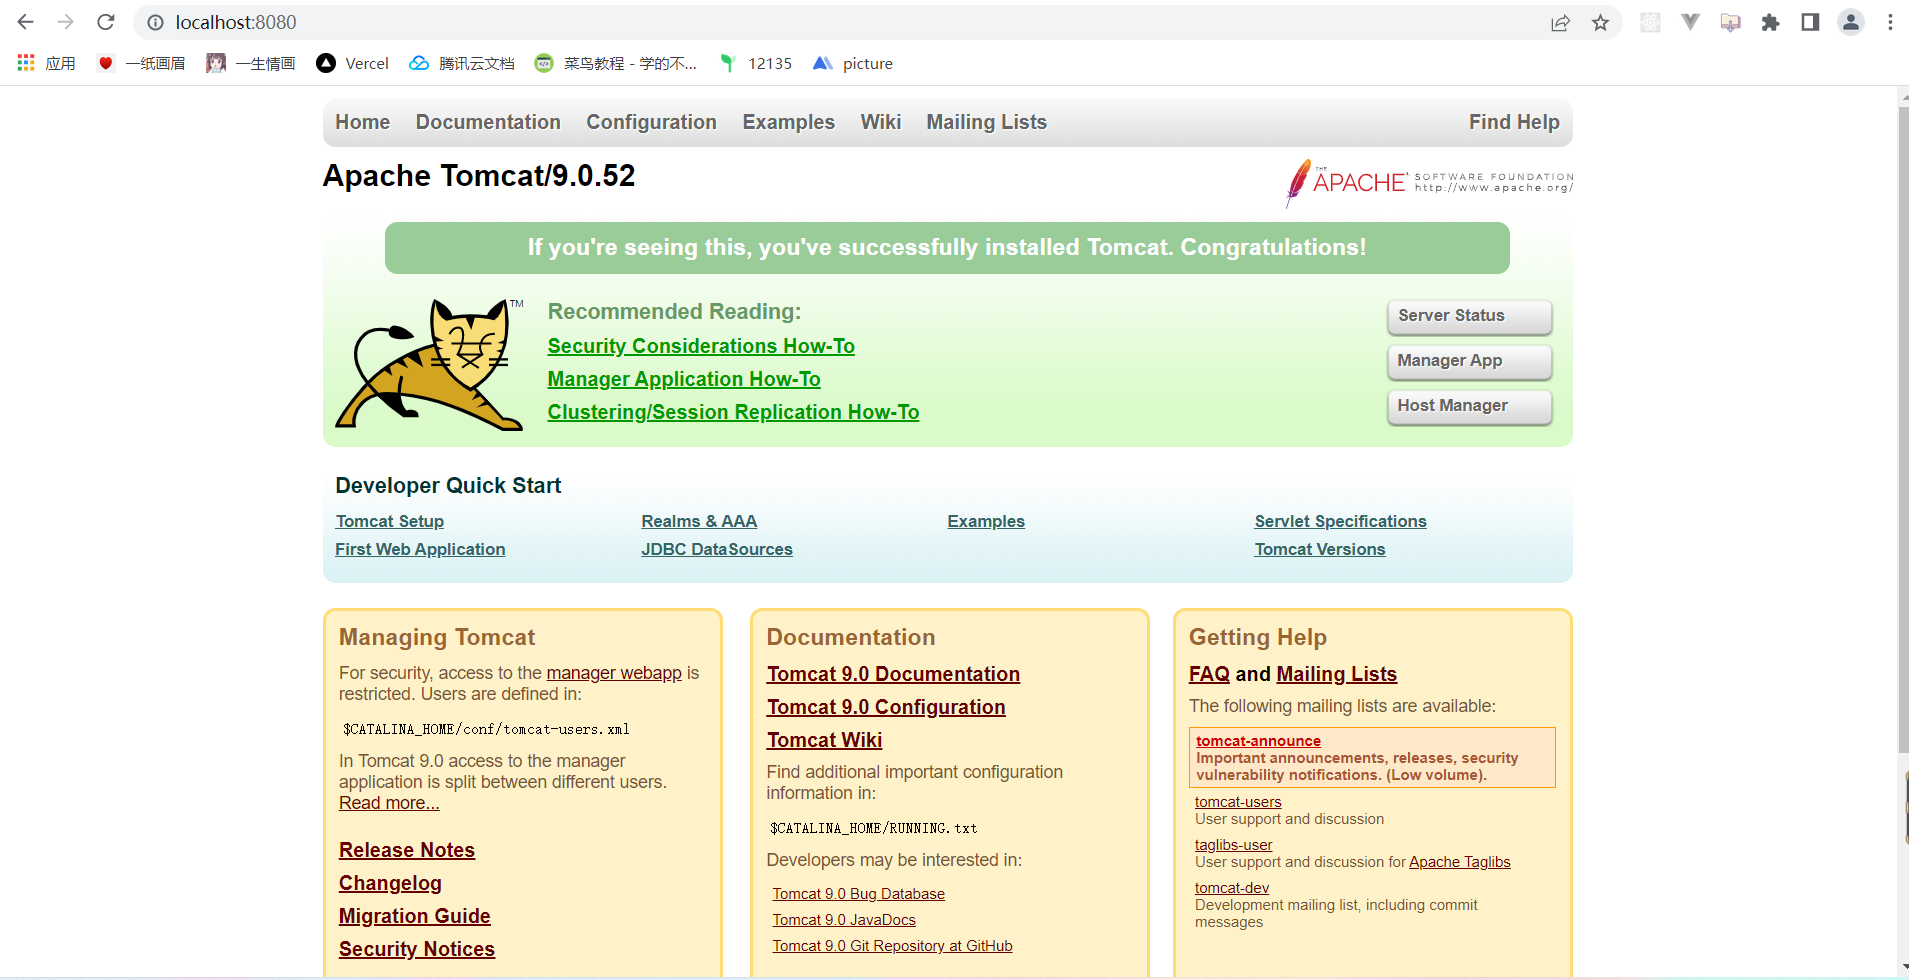 localhost:8080
应用 一纸画眉 一生情画 Vercel 腾讯云文档 菜鸟教程 - 学的不... 12135 picture
Home Documentation Configuration Examples Wiki Mailing Lists Find Help
Apache Tomcat/9.0.52
THE APACHE SOFTWARE FOUNDATION
http://www.apache.org/
If you're seeing this, you've successfully installed Tomcat. Congratulations!
TM
Recommended Reading:
Security Considerations How-To
Manager Application How-To
Clustering/Session Replication How-To
Server Status
Manager App
Host Manager
Developer Quick Start
Tomcat Setup
First Web Application
Realms & AAA
JDBC DataSources
Examples
Servlet Specifications
Tomcat Versions
Managing Tomcat
For security, access to the manager webapp is
restricted. Users are defined in:
$CATALINA_HOME/conf/tomcat-users.xml
In Tomcat 9.0 access to the manager
application is split between different users.
Read more...
Release Notes
Changelog
Migration Guide
Security Notices
Documentation
Tomcat 9.0 Documentation
Tomcat 9.0 Configuration
Tomcat Wiki
Find additional important configuration
information in:
$CATALINA_HOME/RUNNING.txt
Developers may be interested in:
Tomcat 9.0 Bug Database
Tomcat 9.0 JavaDocs
Tomcat 9.0 Git Repository at GitHub
Getting Help
FAQ and Mailing Lists
The following mailing lists are available:
tomcat-announce
Important announcements, releases, security
vulnerability notifications. (Low volume).
tomcat-users
User support and discussion
taglibs-user
User support and discussion for Apache Taglibs
tomcat-dev
Development mailing list, including commit
messages